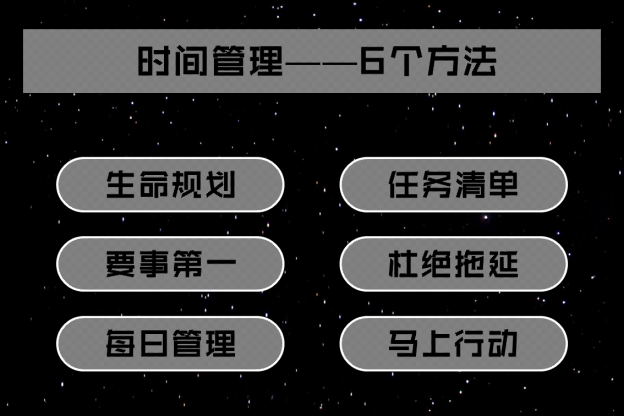 时间管理——6个方法
生命规划
任务清单
要事第一
杜绝拖延
每日管理
马上行动